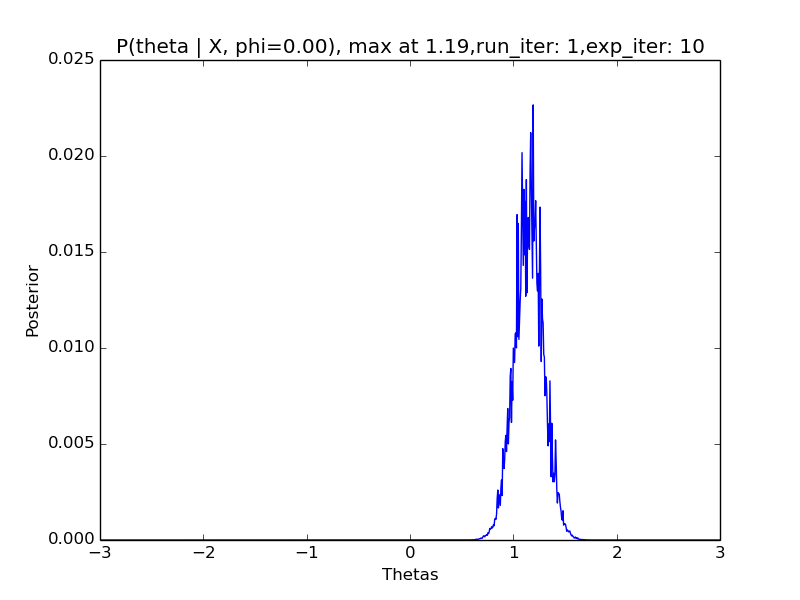 P(theta | X, phi=0.00), max at 1.19,run_iter: 1,exp_iter: 10
0.025
0.020
0.015
0.010
0.005
0.000
Posterior
−3 −2 −1 0 1 2 3
Thetas